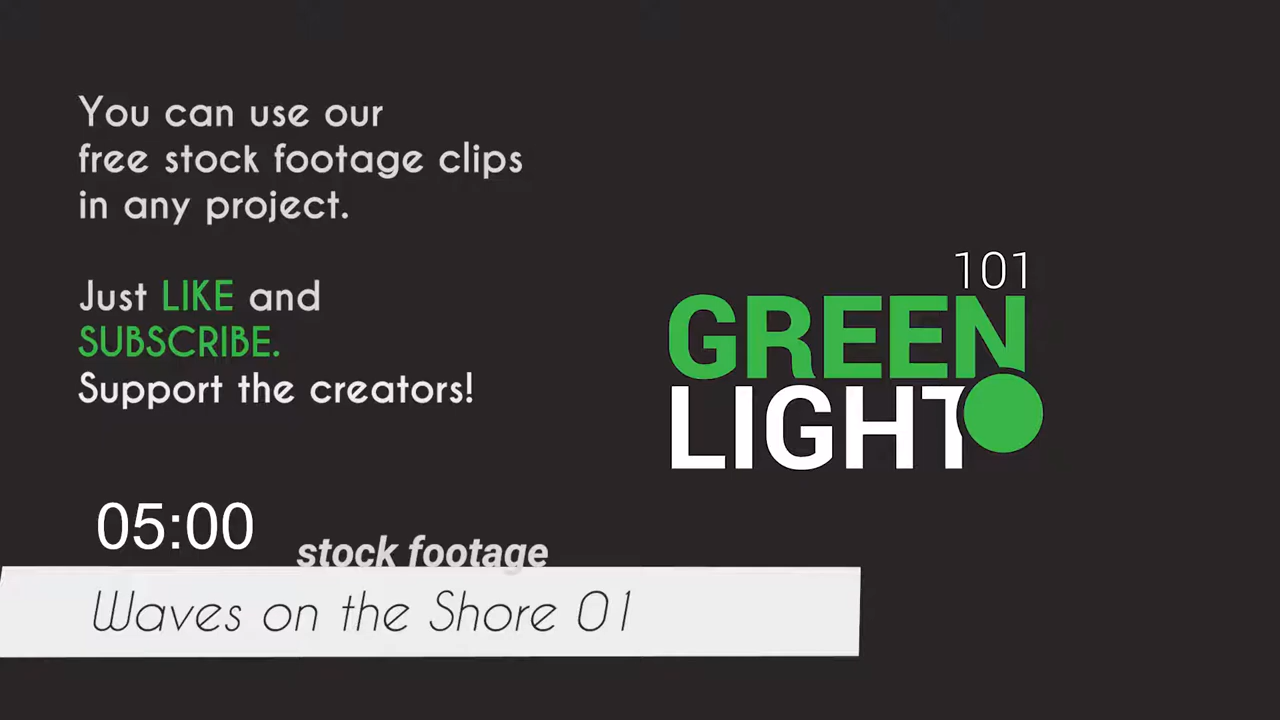 You can use our
free stock footage clips
in any project.
Just LIKE and
SUBSCRIBE.
Support the creators!
101
GREEN
LIGHT
05:00
stock footage
Waves on the Shore 01